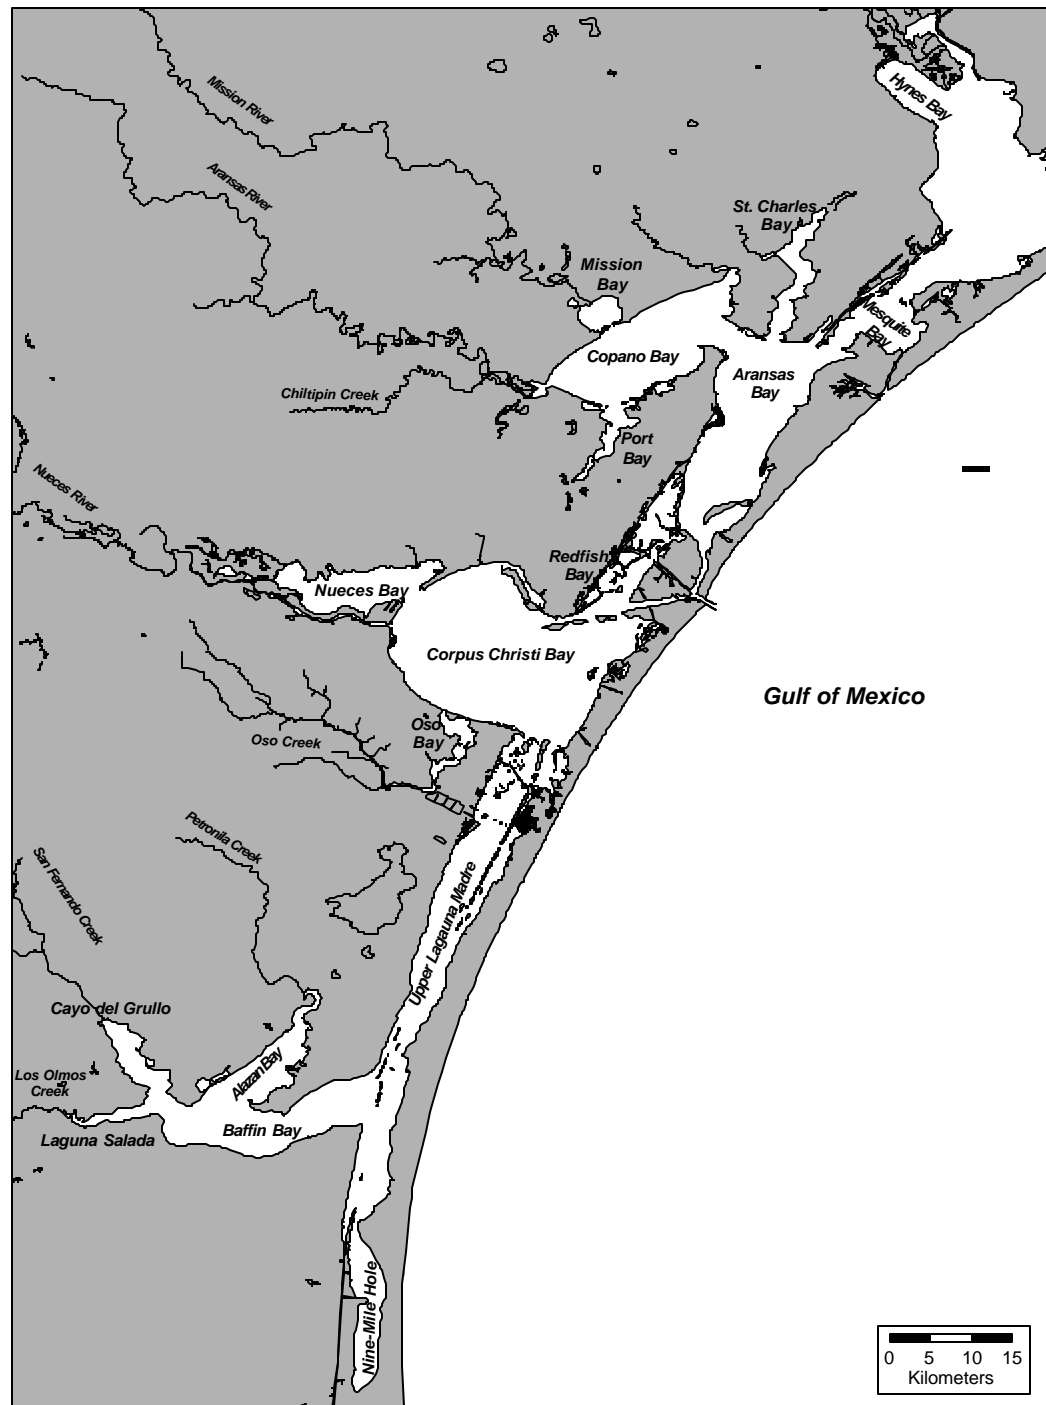 Hynes Bay
Mission River
Aransas River
St. Charles
Bay
Mission
Bay
Mesquite
Bay
Copano Bay
Aransas
Bay
Chiltipin Creek
Port
Bay
Nueces River
Redfish
Bay
Nueces Bay
Corpus Christi Bay
Gulf of Mexico
Oso
Bay
Oso Creek
Petronila Creek
San Fernando Creek
Upper Lagauna Madre
Cayo del Grullo
Alazan Bay
Los Olmos
Creek
Baffin Bay
Laguna Salada
Nine-Mile Hole
0 5 10 15
Kilometers